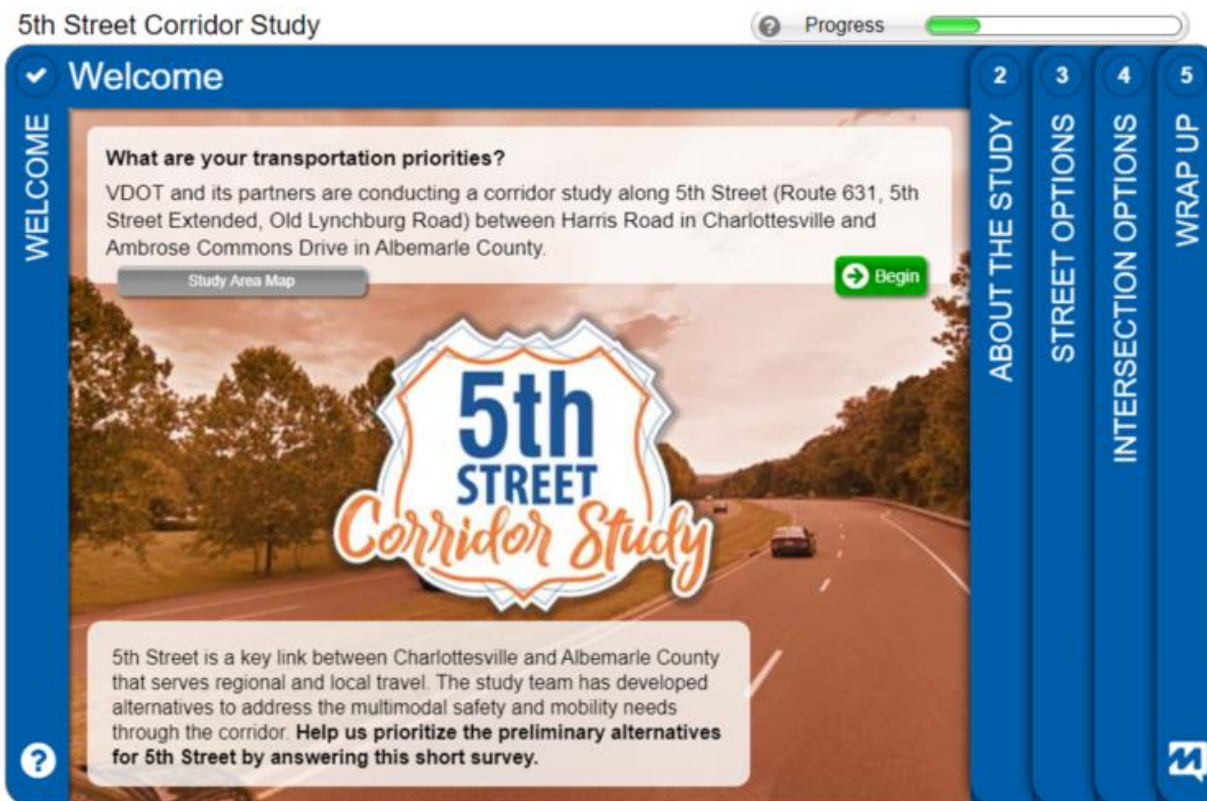 5th Street Corridor Study
? Progress
Welcome
WELCOME
What are your transportation priorities?
VDOT and its partners are conducting a corridor study along 5th Street (Route 631, 5th
Street Extended, Old Lynchburg Road) between Harris Road in Charlottesville and
Ambrose Commons Drive in Albemarle County.
Study Area Map
Begin
5th
STREET
Corridor Study
5th Street is a key link between Charlottesville and Albemarle County
that serves regional and local travel. The study team has developed
alternatives to address the multimodal safety and mobility needs
through the corridor. Help us prioritize the preliminary alternatives
for 5th Street by answering this short survey.
?
2
ABOUT THE STUDY
3
STREET OPTIONS
4
INTERSECTION OPTIONS
5
WRAP UP